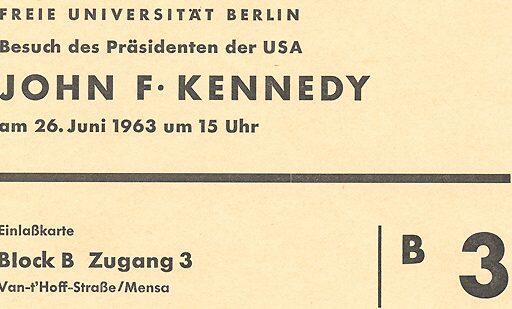 FREIE UNIVERSITÄT BERLIN
Besuch des Präsidenten der USA
JOHN F· KENNEDY
am 26. Juni 1963 um 15 Uhr
Einlaßkarte
Block B Zugang 3
Van-t'Hoff-Straße/Mensa
B 3